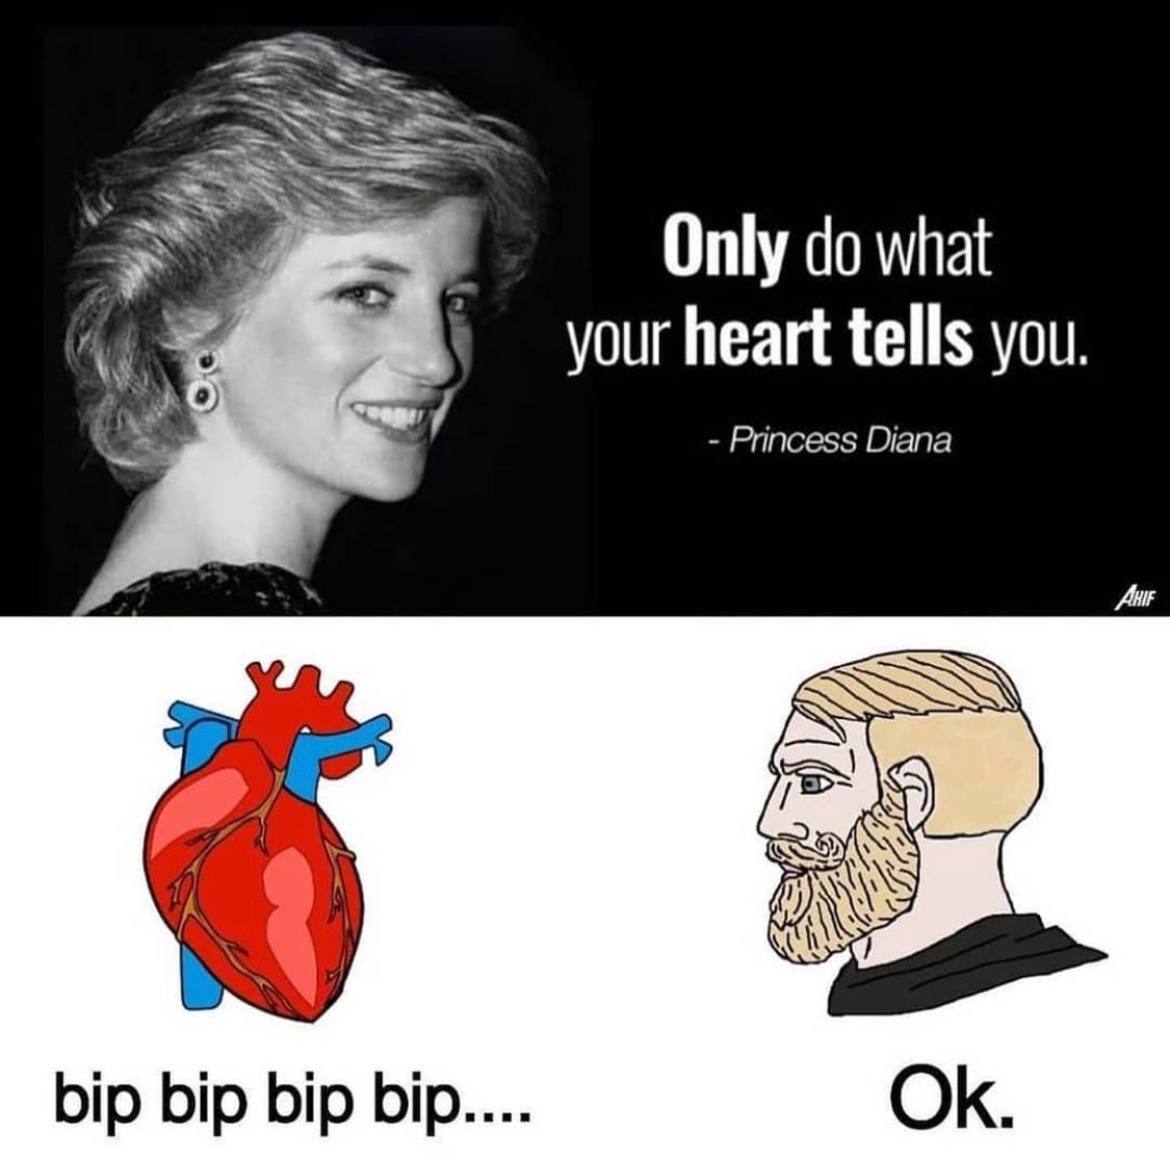 Only do what
your heart tells you.
- Princess Diana
AHIF
bip bip bip bip....
Ok.